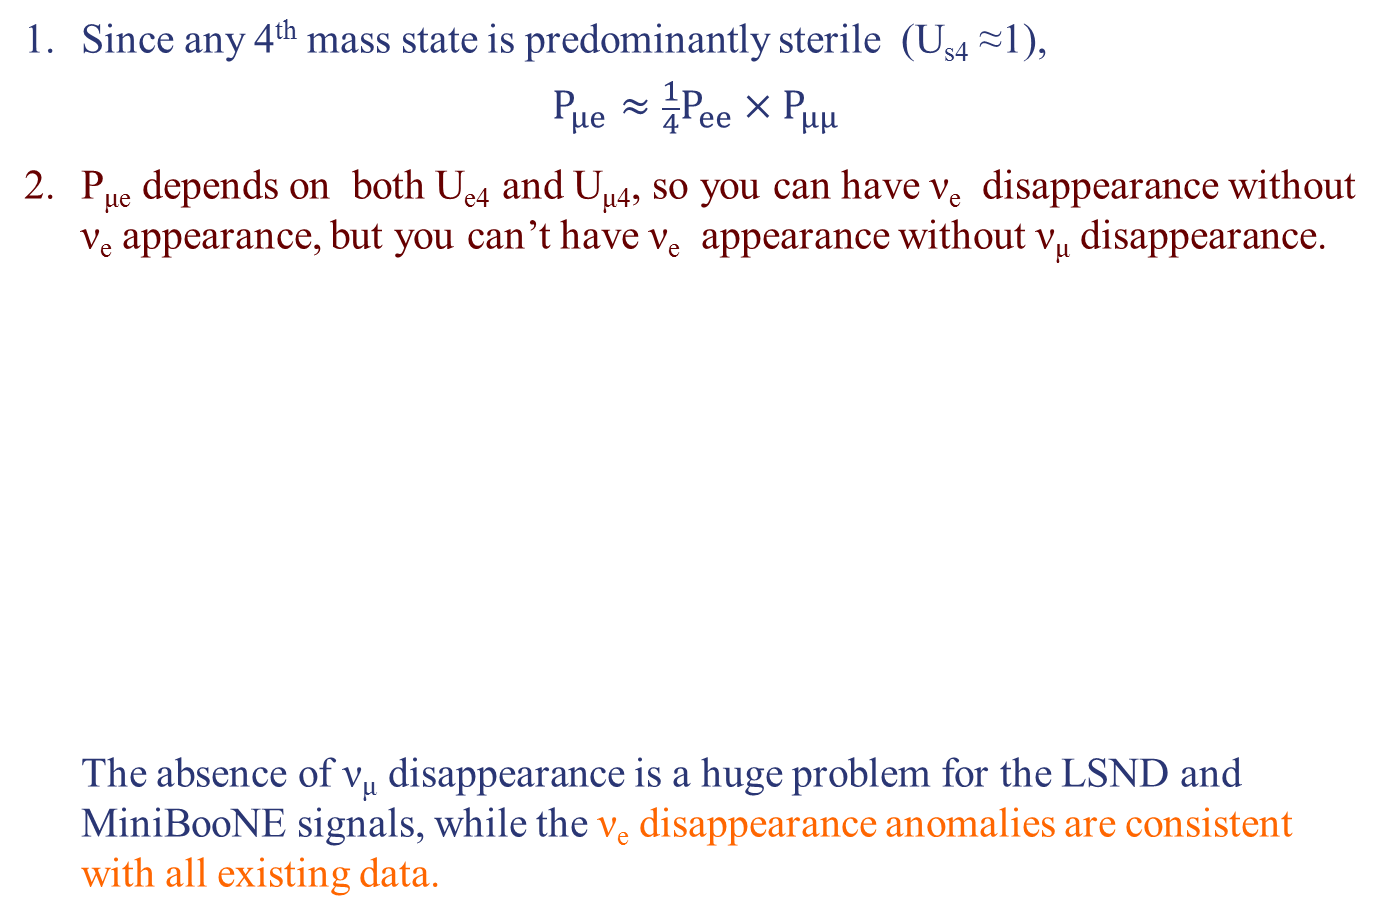 1. Since any 4th mass state is predominantly sterile (Us4 ≈1),
Pμe ≈ 1/4 Pee × Pμμ
2. Pμe depends on both Ue4 and Uμ4, so you can have νe disappearance without
νe appearance, but you can’t have νe appearance without νμ disappearance.
The absence of νμ disappearance is a huge problem for the LSND and
MiniBooNE signals, while the νe disappearance anomalies are consistent
with all existing data.